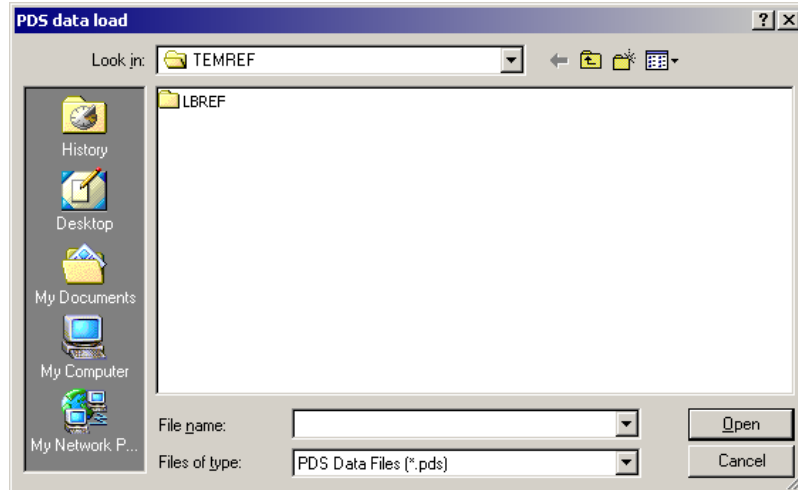 PDS data load
Look in: TEMREF
LBREF
History
Desktop
My Documents
My Computer
My Network P...
File name:
Open
Files of type: PDS Data Files (*.pds)
Cancel